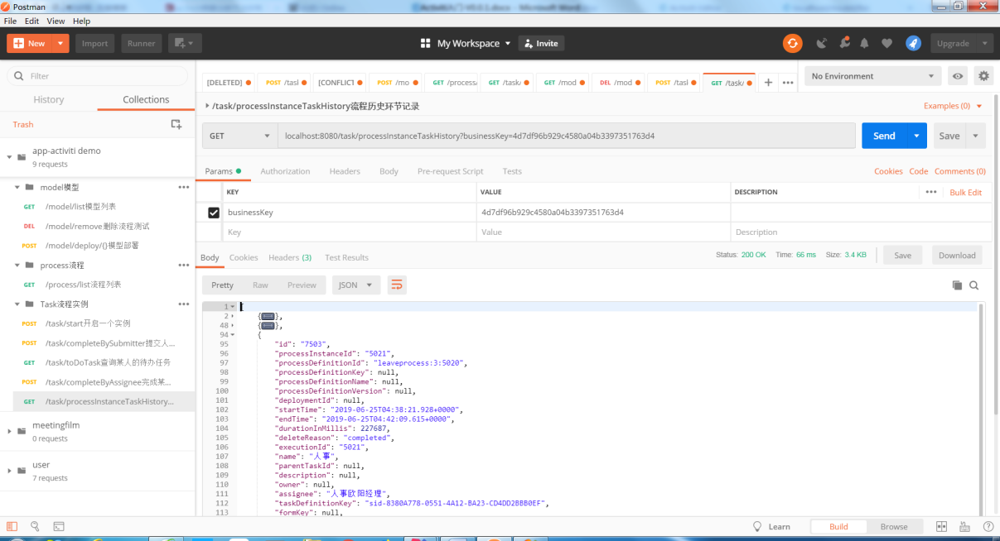 Postman
File Edit View Help
New Import Runner My Workspace Invite Upgrade
Filter
History Collections
Trash
app-activiti demo
9 requests
model模型
GET /model/list模型列表
DEL /model/remove删除流程测试
POST /model/deploy/{}模型部署
process流程
GET /process/list流程列表
Task流程实例
POST /task/start开启一个实例
POST /task/completeBySubmitter提交人...
GET /task/toDoTask查询某人的待办任务
POST /task/completeByAssignee完成某...
GET /task/processInstanceTaskHistory...
meetingfilm
0 requests
user
7 requests
[DELETED] POST /tasl [CONFLICT POST /mo GET /process/ GET /task/ GET /mod DEL /mod POST /tasl GET /task/ No Environment
/task/processInstanceTaskHistory流程历史环节记录 Examples (0)
GET localhost:8080/task/processInstanceTaskHistory?businessKey=4d7df96b929c4580a04b3397351763d4 Send Save
Params Authorization Headers Body Pre-request Script Tests Cookies Code Comments (0)
KEY VALUE DESCRIPTION Bulk Edit
businessKey 4d7df96b929c4580a04b3397351763d4
Key Value Description
Body Cookies Headers (3) Test Results Status: 200 OK Time: 66 ms Size: 3.4 KB Save Download
Pretty Raw Preview JSON
1 [
2 { },
48 { },
94 {
95 "id": "7503",
96 "processInstanceId": "5021",
97 "processDefinitionId": "leaveprocess:3:5020",
98 "processDefinitionKey": null,
99 "processDefinitionName": null,
100 "processDefinitionVersion": null,
101 "deploymentId": null,
102 "startTime": "2019-06-25T04:38:21.928+0000",
103 "endTime": "2019-06-25T04:42:09.615+0000",
104 "durationInMillis": 227687,
105 "deleteReason": "completed",
106 "executionId": "5021",
107 "name": "人事",
108 "parentTaskId": null,
109 "description": null,
110 "owner": null,
111 "assignee": "人事欧阳经理",
112 "taskDefinitionKey": "sid-8380A778-0551-4A12-BA23-CD4DD2BBB0EF",
113 "formKey": null,
Learn Build Browse